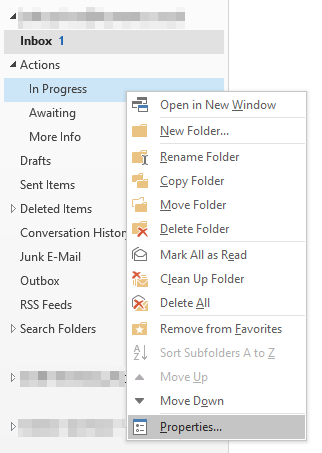 Inbox 1
Actions
In Progress
Awaiting
More Info
Drafts
Sent Items
Deleted Items
Conversation History
Junk E-Mail
Outbox
RSS Feeds
Search Folders
Open in New Window
New Folder...
Rename Folder
Copy Folder
Move Folder
Delete Folder
Mark All as Read
Clean Up Folder
Delete All
Remove from Favorites
Sort Subfolders A to Z
Move Up
Move Down
Properties...